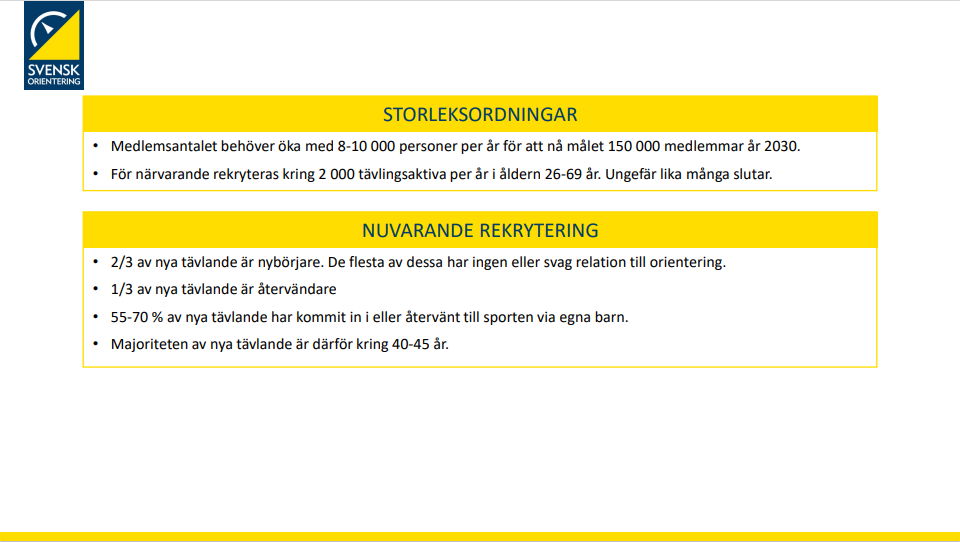 SVENSK
ORIENTERING
STORLEKSORDNINGAR
• Medlemsantalet behöver öka med 8-10 000 personer per år för att nå målet 150 000 medlemmar år 2030.
• För närvarande rekryteras kring 2 000 tävlingsaktiva per år i åldern 26-69 år. Ungefär lika många slutar.
NUVARANDE REKRYTERING
• 2/3 av nya tävlande är nybörjare. De flesta av dessa har ingen eller svag relation till orientering.
• 1/3 av nya tävlande är återvändare
• 55-70 % av nya tävlande har kommit in i eller återvänt till sporten via egna barn.
• Majoriteten av nya tävlande är därför kring 40-45 år.